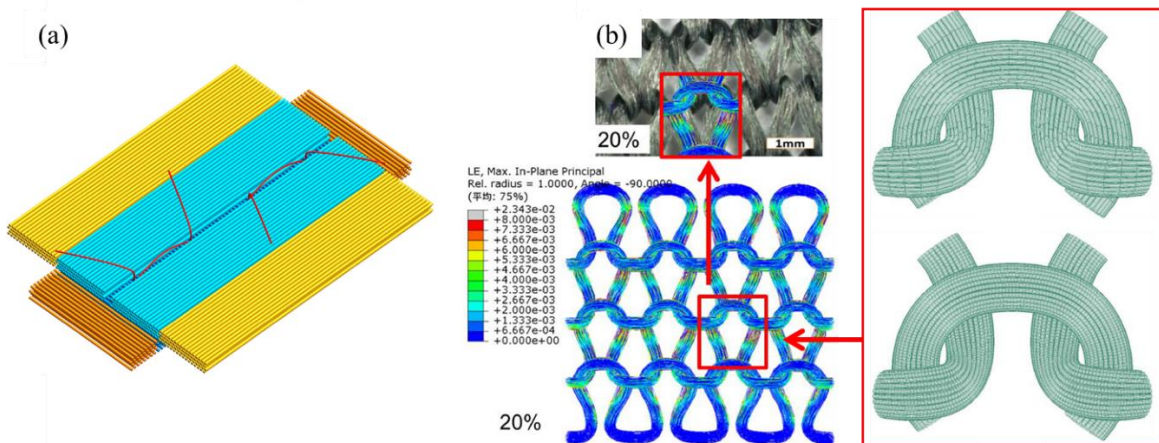 (a)
(b)
20%
1mm
LE, Max. In-Plane Principal
Rel. radius = 1.0000, Angle = -90.0000
(平均: 75%)
+2.343e-02
+8.000e-03
+7.333e-03
+6.667e-03
+6.000e-03
+5.333e-03
+4.667e-03
+4.000e-03
+3.333e-03
+2.667e-03
+2.000e-03
+1.333e-03
+6.667e-04
+0.000e+00
20%